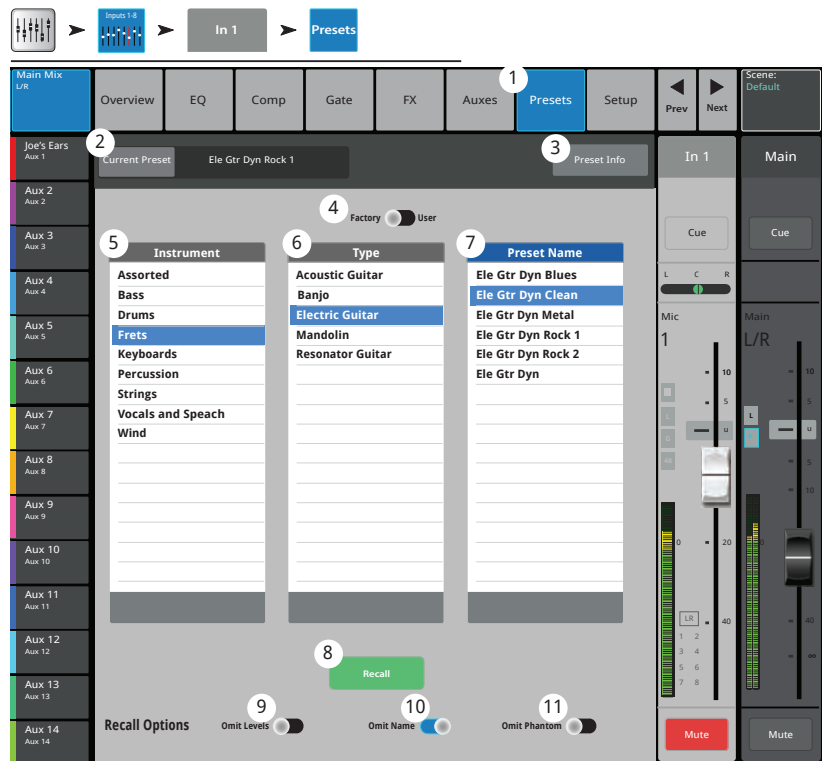 Inputs 1-8
In 1
Presets
Main Mix
L/R
Overview
EQ
Comp
Gate
FX
Auxes
1
Presets
Setup
Prev
Next
Scene:
Default
Joe's Ears
Aux 1
Aux 2
Aux 2
Aux 3
Aux 3
Aux 4
Aux 4
Aux 5
Aux 5
Aux 6
Aux 6
Aux 7
Aux 7
Aux 8
Aux 8
Aux 9
Aux 9
Aux 10
Aux 10
Aux 11
Aux 11
Aux 12
Aux 12
Aux 13
Aux 13
Aux 14
Aux 14
2
Current Preset
Ele Gtr Dyn Rock 1
3
Preset Info
4
Factory
User
5
Instrument
Assorted
Bass
Drums
Frets
Keyboards
Percussion
Strings
Vocals and Speach
Wind
6
Type
Acoustic Guitar
Banjo
Electric Guitar
Mandolin
Resonator Guitar
7
Preset Name
Ele Gtr Dyn Blues
Ele Gtr Dyn Clean
Ele Gtr Dyn Metal
Ele Gtr Dyn Rock 1
Ele Gtr Dyn Rock 2
Ele Gtr Dyn
8
Recall
Recall Options
9
Omit Levels
10
Omit Name
11
Omit Phantom
In 1
Cue
L C R
Mic
1
10
5
L
U
G
AR
0
20
LR
40
1 2
3 4
5 6
7 8
Mute
Main
Cue
Main
L/R
10
5
L
U
5
10
0
20
40
∞
Mute